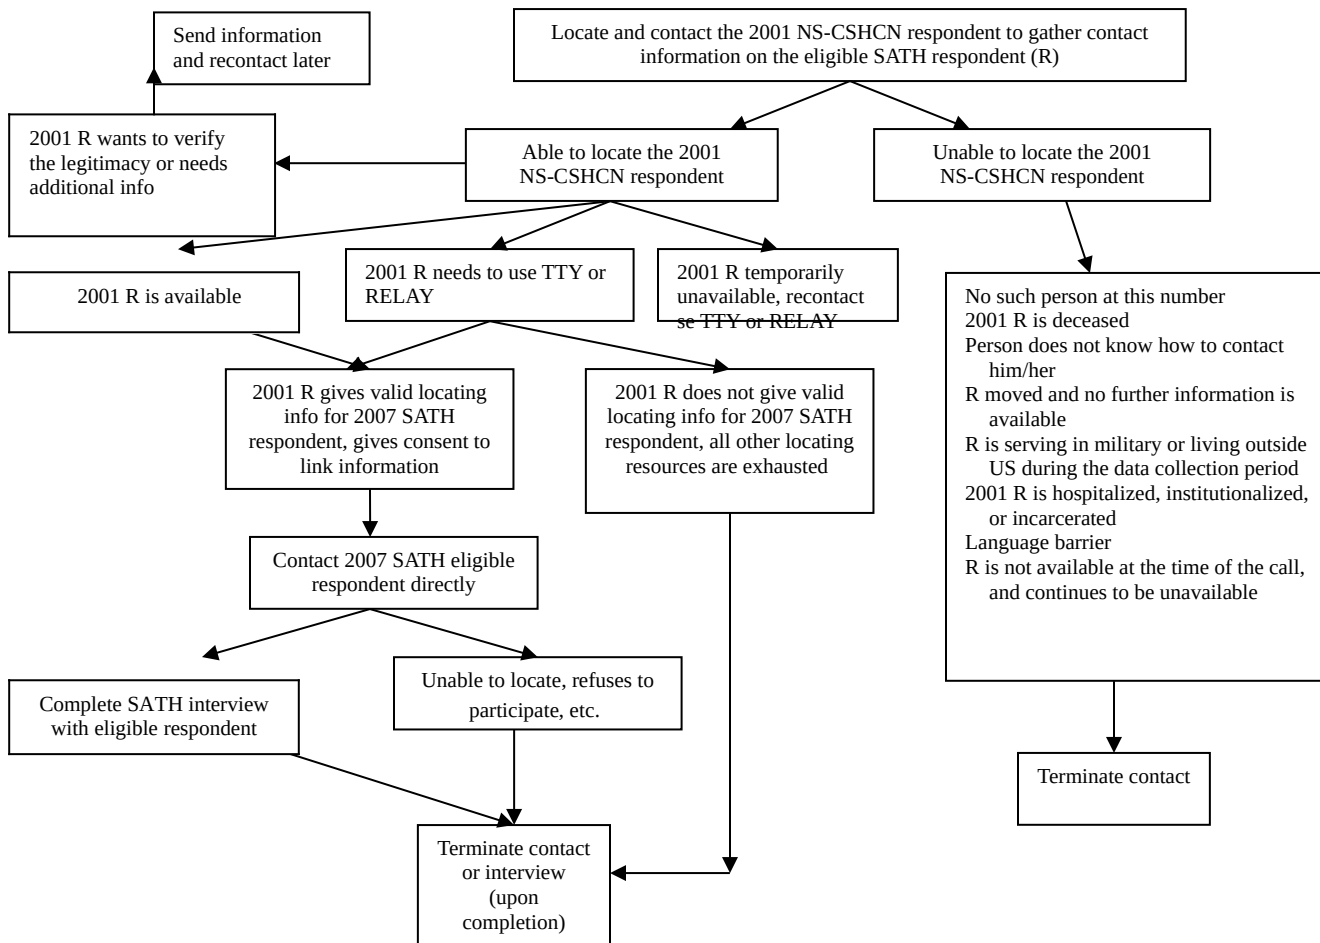 Send information
and recontact later
Locate and contact the 2001 NS-CSHCN respondent to gather contact
information on the eligible SATH respondent (R)
2001 R wants to verify
the legitimacy or needs
additional info
Able to locate the 2001
NS-CSHCN respondent
Unable to locate the 2001
NS-CSHCN respondent
2001 R is available
2001 R needs to use TTY or
RELAY
2001 R temporarily
unavailable, recontact
se TTY or RELAY
No such person at this number
2001 R is deceased
Person does not know how to contact
him/her
R moved and no further information is
available
R is serving in military or living outside
US during the data collection period
2001 R is hospitalized, institutionalized,
or incarcerated
Language barrier
R is not available at the time of the call,
and continues to be unavailable
2001 R gives valid locating
info for 2007 SATH
respondent, gives consent to
link information
2001 R does not give valid
locating info for 2007 SATH
respondent, all other locating
resources are exhausted
Contact 2007 SATH eligible
respondent directly
Complete SATH interview
with eligible respondent
Unable to locate, refuses to
participate, etc.
Terminate contact
Terminate contact
or interview
(upon
completion)